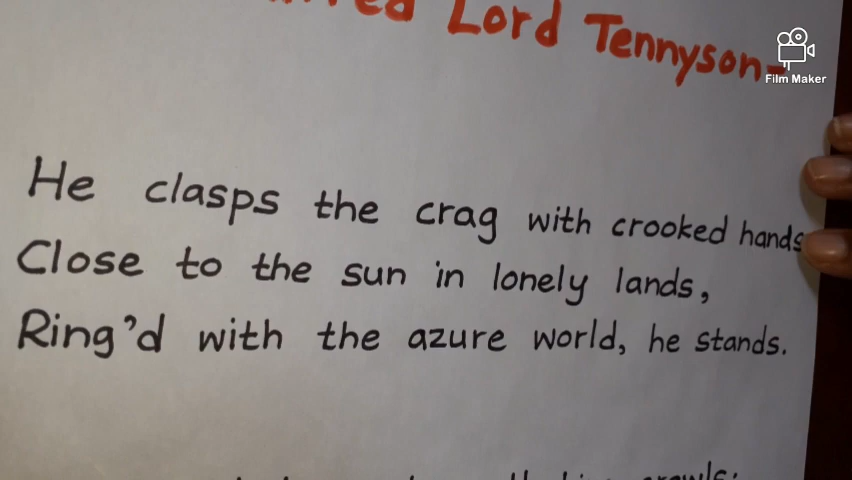 Lord Tennyson-
Film Maker
He clasps the crag with crooked hands
Close to the sun in lonely lands,
Ring'd with the azure world, he stands.
crawls;